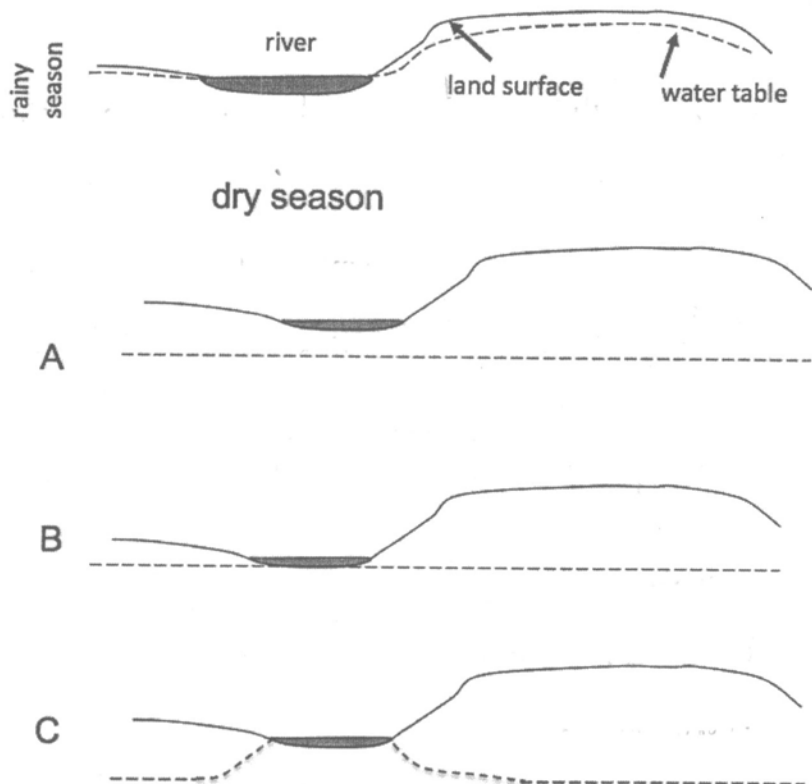 rainy
season
river
land surface
water table
dry season
A
B
C